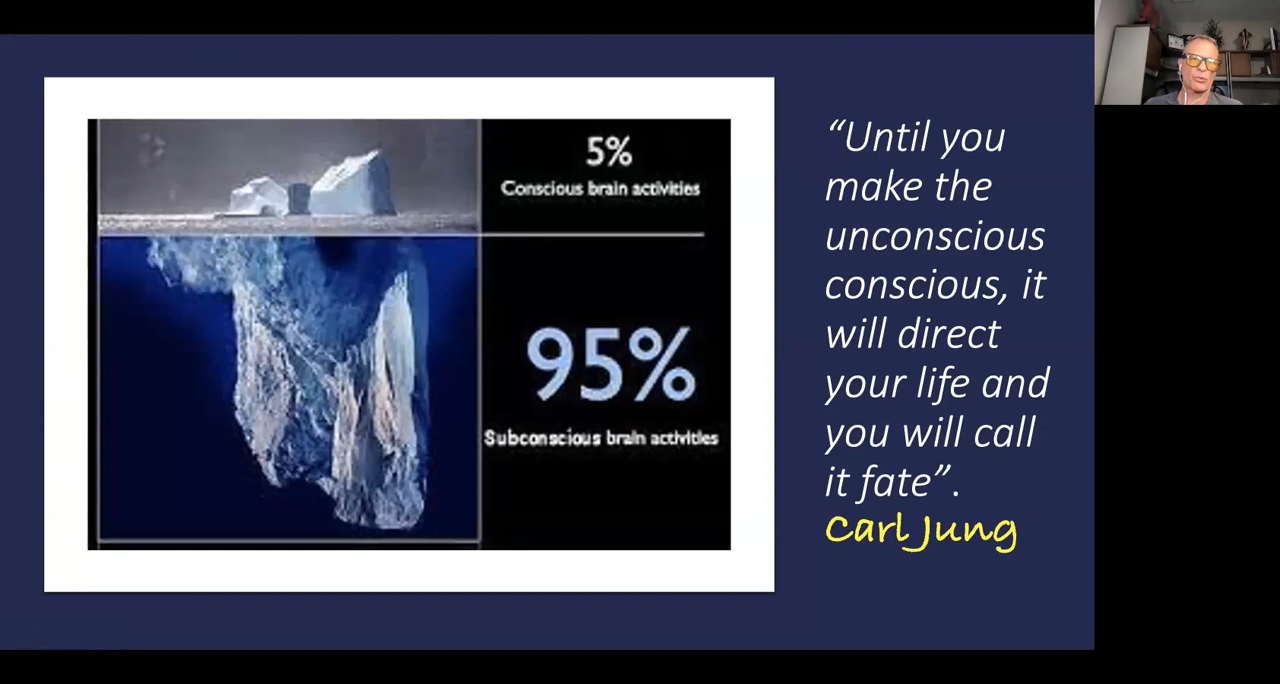 5%
Conscious brain activities
95%
Subconscious brain activities
“Until you
make the
unconscious
conscious, it
will direct
your life and
you will call
it fate”.
Carl Jung